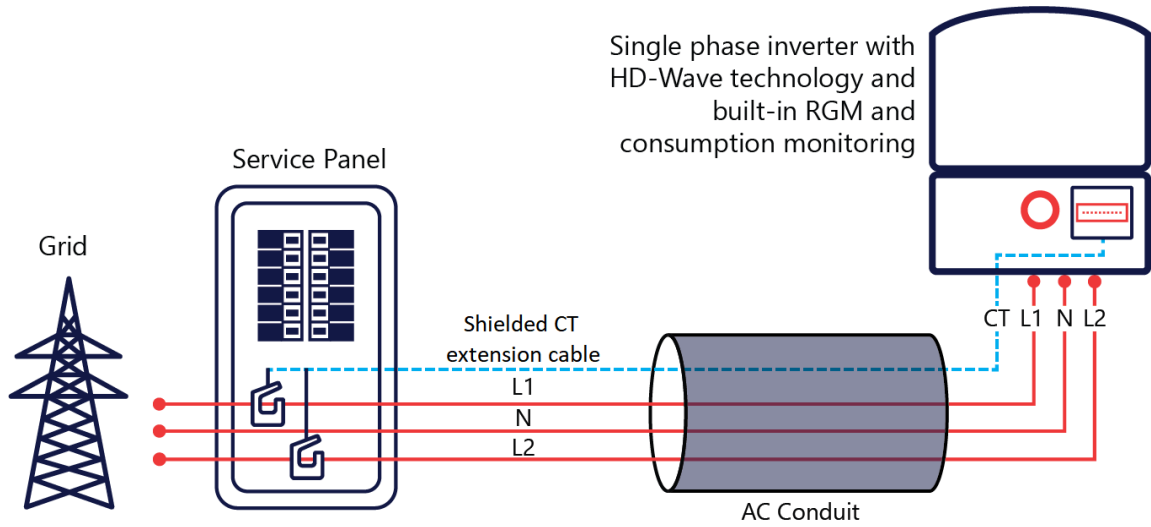 Single phase inverter with
HD-Wave technology and
built-in RGM and
consumption monitoring
Service Panel
Grid
Shielded CT
extension cable
CT L1 N L2
L1
N
L2
AC Conduit